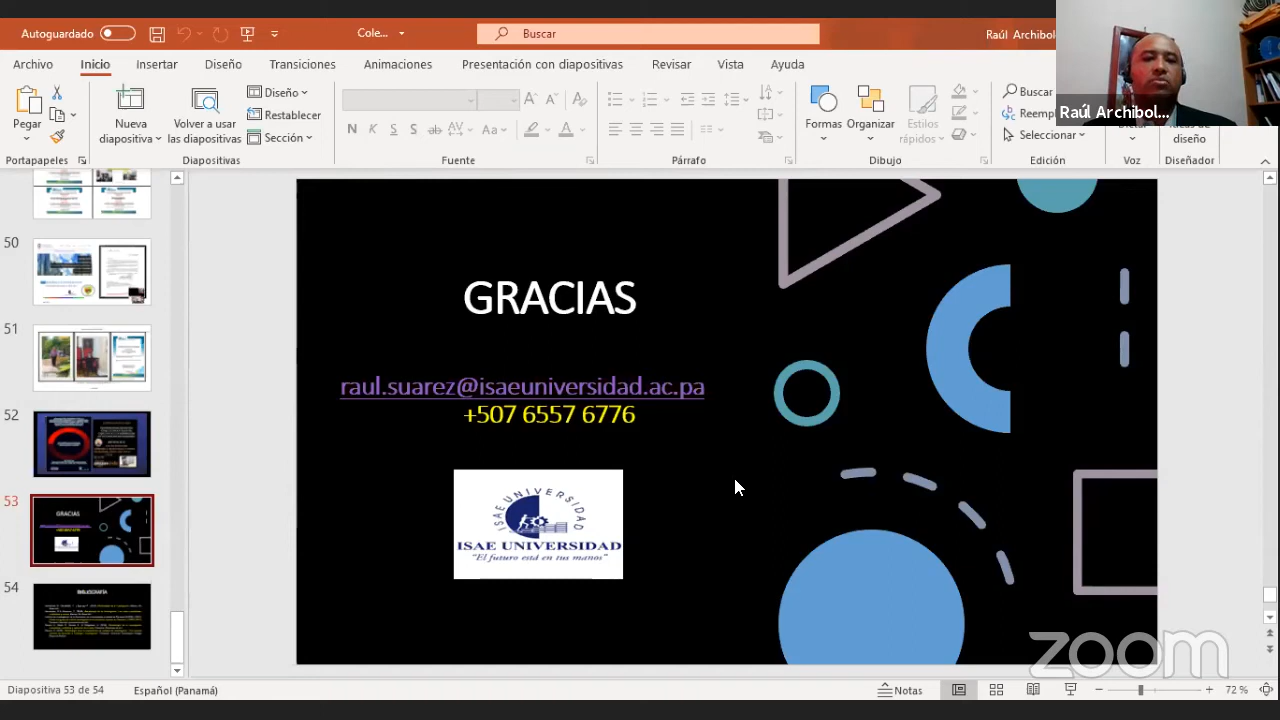 Autoguardado
Cole...
Buscar
Raúl Archibol
Archivo
Inicio
Insertar
Diseño
Transiciones
Animaciones
Presentación con diapositivas
Revisar
Vista
Ayuda
Pegar
Nueva
diapositiva
Volver a usar
las diapositivas
Diseño
Restablecer
Sección
Formas
Organizar
Estilos
rápidos
Buscar
Reemp
Seleccionar
diseño
Raúl Archibol...
Portapapeles
Diapositivas
Fuente
Párrafo
Dibujo
Edición
Voz
Diseñador
50
51
52
53
54
GRACIAS
BIBLIOGRAFÍA
GRACIAS
raul.suarez@isaeuniversidad.ac.pa
+507 6557 6776
ISAE UNIVERSIDAD
ISAE UNIVERSIDAD
"El futuro está en tus manos"
zoom
Diapositiva 53 de 54
Español (Panamá)
Notas
72 %